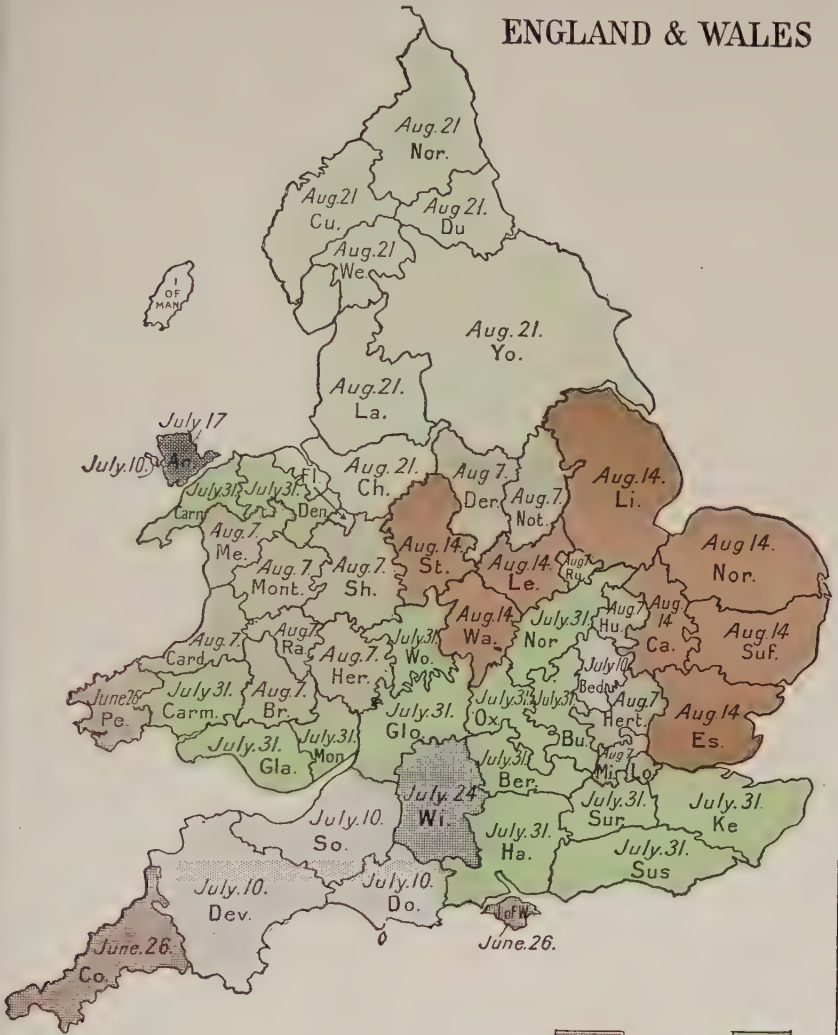 ENGLAND & WALES
Aug. 21
Nor.
Aug. 21
Cu.
Aug. 21.
Du
Aug. 21
We.
I
OF
MAN
Aug. 21.
Yo.
Aug. 21.
La.
July 17
July. 10.
An.
Aug. 21.
Ch.
Fl.
July 31.
Carn
July 31.
Den.
Aug 7.
Der.
Aug. 7.
Not.
Aug. 14.
Li.
Aug. 7.
Me.
Aug. 7.
Mont.
Aug. 7.
Sh.
Aug. 14.
St.
Aug. 14.
Le.
Aug 7.
Ru.
Aug 14.
Nor.
Aug. 7.
Card.
Aug. 7
Ra.
Aug. 7.
Her.
July. 31.
Wo.
Aug. 14
Wa.
July. 31.
Nor
Aug. 7
Hu.
Aug.
14
Ca.
Aug. 14
Suf.
June 26
Pe.
July. 31.
Carm.
Aug. 7.
Br.
July. 10
Bed.
Aug. 7
Hert.
July. 31.
Gla.
July. 31.
Mon
July. 31.
Glo.
July. 31.
Ox.
July. 31.
Bu.
Aug. 14.
Es.
Aug 7
Mi.
Lo.
July. 24
Wi.
July. 31.
Ber.
July. 31.
Sur.
July. 31.
Ke
July. 10.
So.
July. 31.
Ha.
July. 31.
Sus
July. 10.
Dev.
July. 10.
Do.
I. of W.
June. 26.
June. 26.
Co.